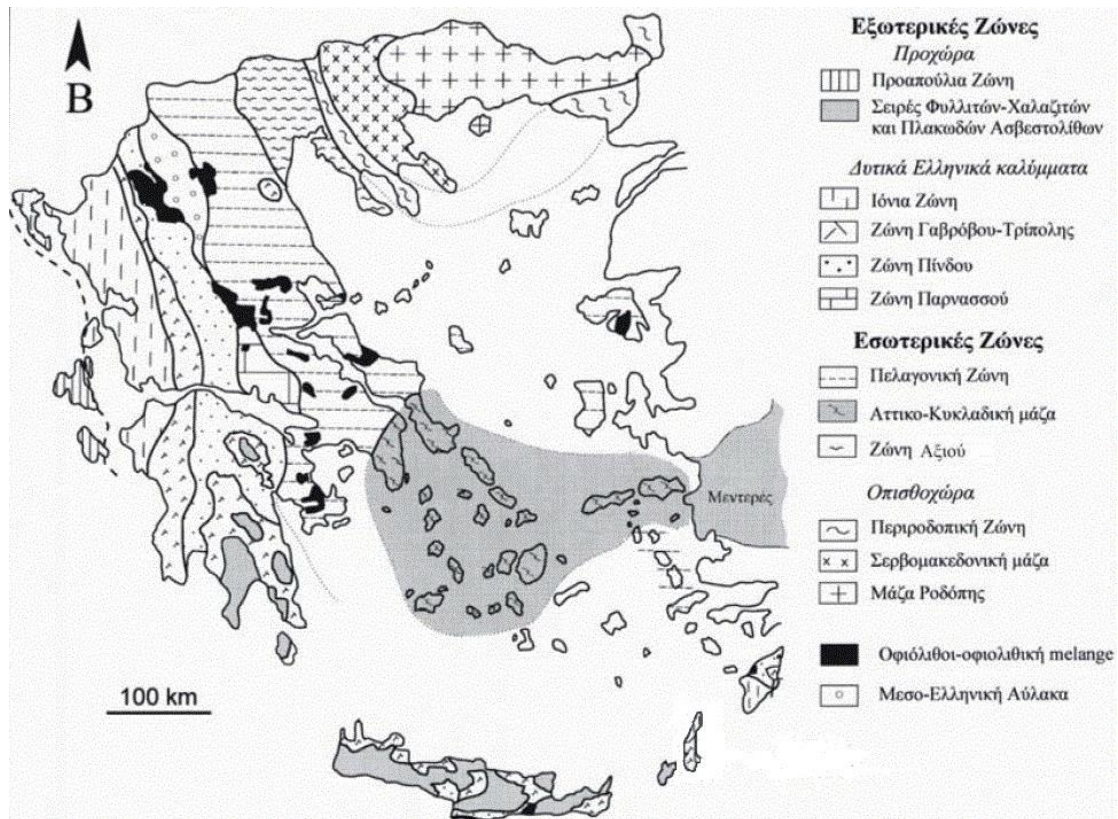 Β
100 km
Μεντερές
Εξωτερικές Ζώνες
Προχώρα
Προαπούλια Ζώνη
Σειρές Φυλλιτών-Χαλαζιτών
και Πλακωδών Ασβεστολίθων
Δυτικά Ελληνικά καλύμματα
Ιόνια Ζώνη
Ζώνη Γαβρόβου-Τρίπολης
Ζώνη Πίνδου
Ζώνη Παρνασσού
Εσωτερικές Ζώνες
Πελαγονική Ζώνη
Αττικο-Κυκλαδική μάζα
Ζώνη Αξιού
Οπισθοχώρα
Περιροδοπική Ζώνη
Σερβομακεδονική μάζα
Μάζα Ροδόπης
Οφιόλιθοι-οφιολιθική melange
Μεσο-Ελληνική Αύλακα